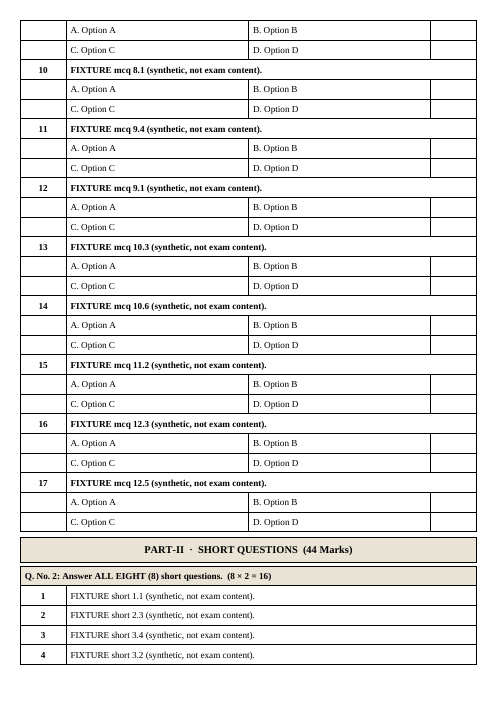 A. Option A B. Option B
C. Option C D. Option D
10 FIXTURE mcq 8.1 (synthetic, not exam content).
A. Option A B. Option B
C. Option C D. Option D
11 FIXTURE mcq 9.4 (synthetic, not exam content).
A. Option A B. Option B
C. Option C D. Option D
12 FIXTURE mcq 9.1 (synthetic, not exam content).
A. Option A B. Option B
C. Option C D. Option D
13 FIXTURE mcq 10.3 (synthetic, not exam content).
A. Option A B. Option B
C. Option C D. Option D
14 FIXTURE mcq 10.6 (synthetic, not exam content).
A. Option A B. Option B
C. Option C D. Option D
15 FIXTURE mcq 11.2 (synthetic, not exam content).
A. Option A B. Option B
C. Option C D. Option D
16 FIXTURE mcq 12.3 (synthetic, not exam content).
A. Option A B. Option B
C. Option C D. Option D
17 FIXTURE mcq 12.5 (synthetic, not exam content).
A. Option A B. Option B
C. Option C D. Option D
PART-II · SHORT QUESTIONS (44 Marks)
Q. No. 2: Answer ALL EIGHT (8) short questions. (8 × 2 = 16)
1 FIXTURE short 1.1 (synthetic, not exam content).
2 FIXTURE short 2.3 (synthetic, not exam content).
3 FIXTURE short 3.4 (synthetic, not exam content).
4 FIXTURE short 3.2 (synthetic, not exam content).